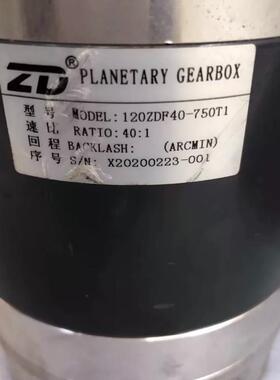 ZD® PLANETARY GEARBOX
型号 MODEL: 120ZDF40-750T1
速比 RATIO: 40:1
回程 BACKLASH: (ARCMIN)
序号 S/N: X20200223-001